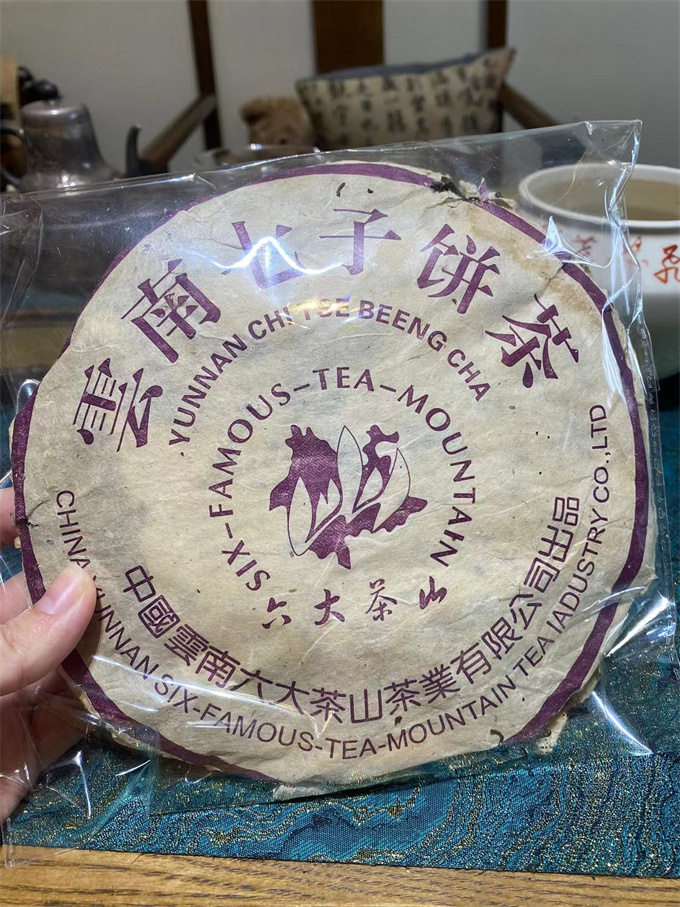 雲南七子饼茶
YUNNAN CHI TSE BEENG CHA
SIX-FAMOUS-TEA-MOUNTAIN
六大茶山
中國雲南六大茶山茶業有限公司出品
CHINA YUNNAN SIX-FAMOUS-TEA-MOUNTAIN TEA IADUSTRY CO.,LTD